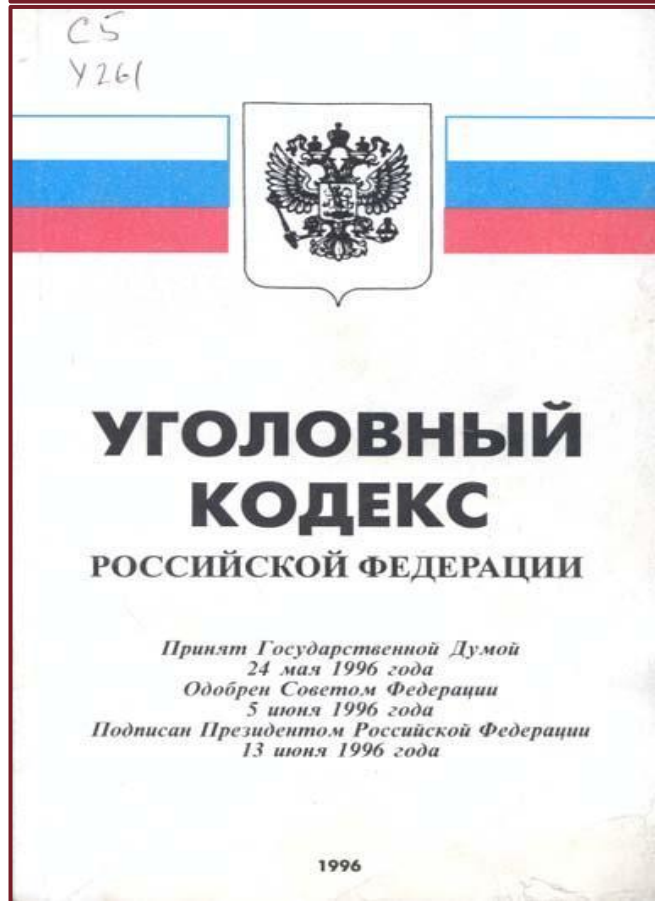 С5
У261
УГОЛОВНЫЙ
КОДЕКС
РОССИЙСКОЙ ФЕДЕРАЦИИ
Принят Государственной Думой
24 мая 1996 года
Одобрен Советом Федерации
5 июня 1996 года
Подписан Президентом Российской Федерации
13 июня 1996 года
1996